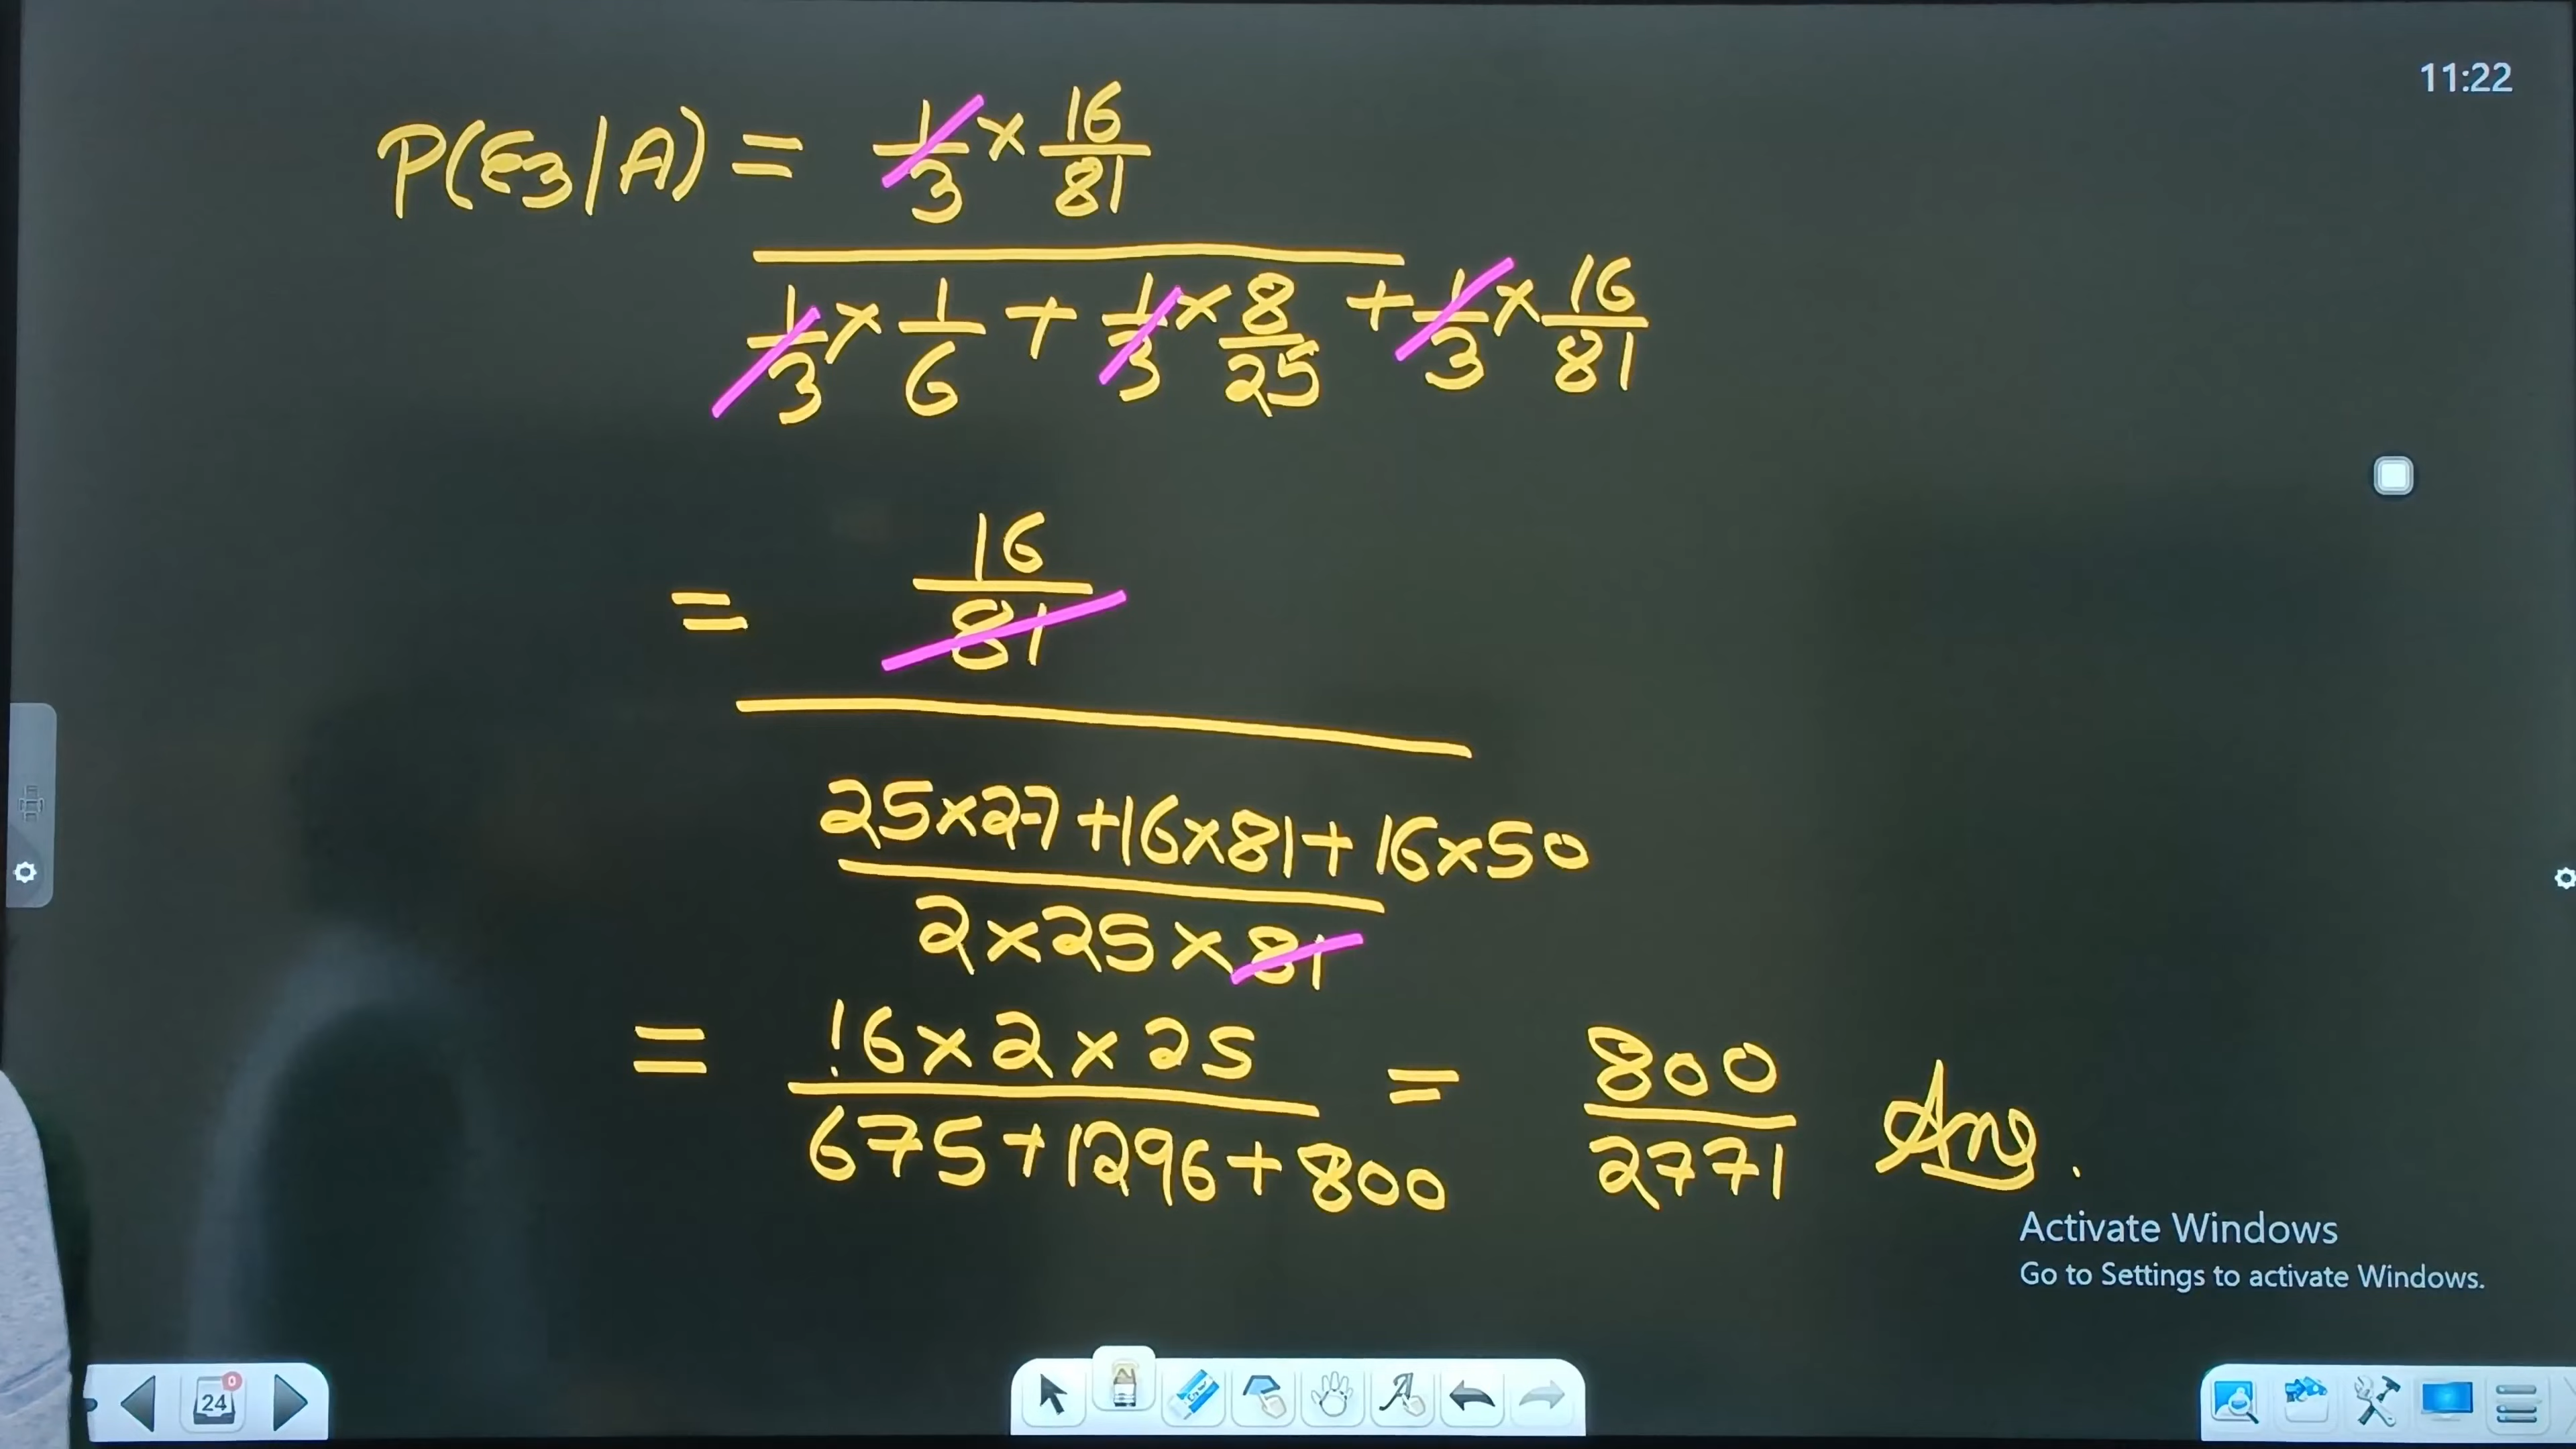 11:22
P(E3/A) = 1/3 × 16/81
1/3 × 1/6 + 1/3 × 8/25 + 1/3 × 16/81
= 16/81
25×27 + 16×81 + 16×50
2×25×81
= 16×2×25 / 675+1296+800 = 800/2771 Ans.
Activate Windows
Go to Settings to activate Windows.
24
0